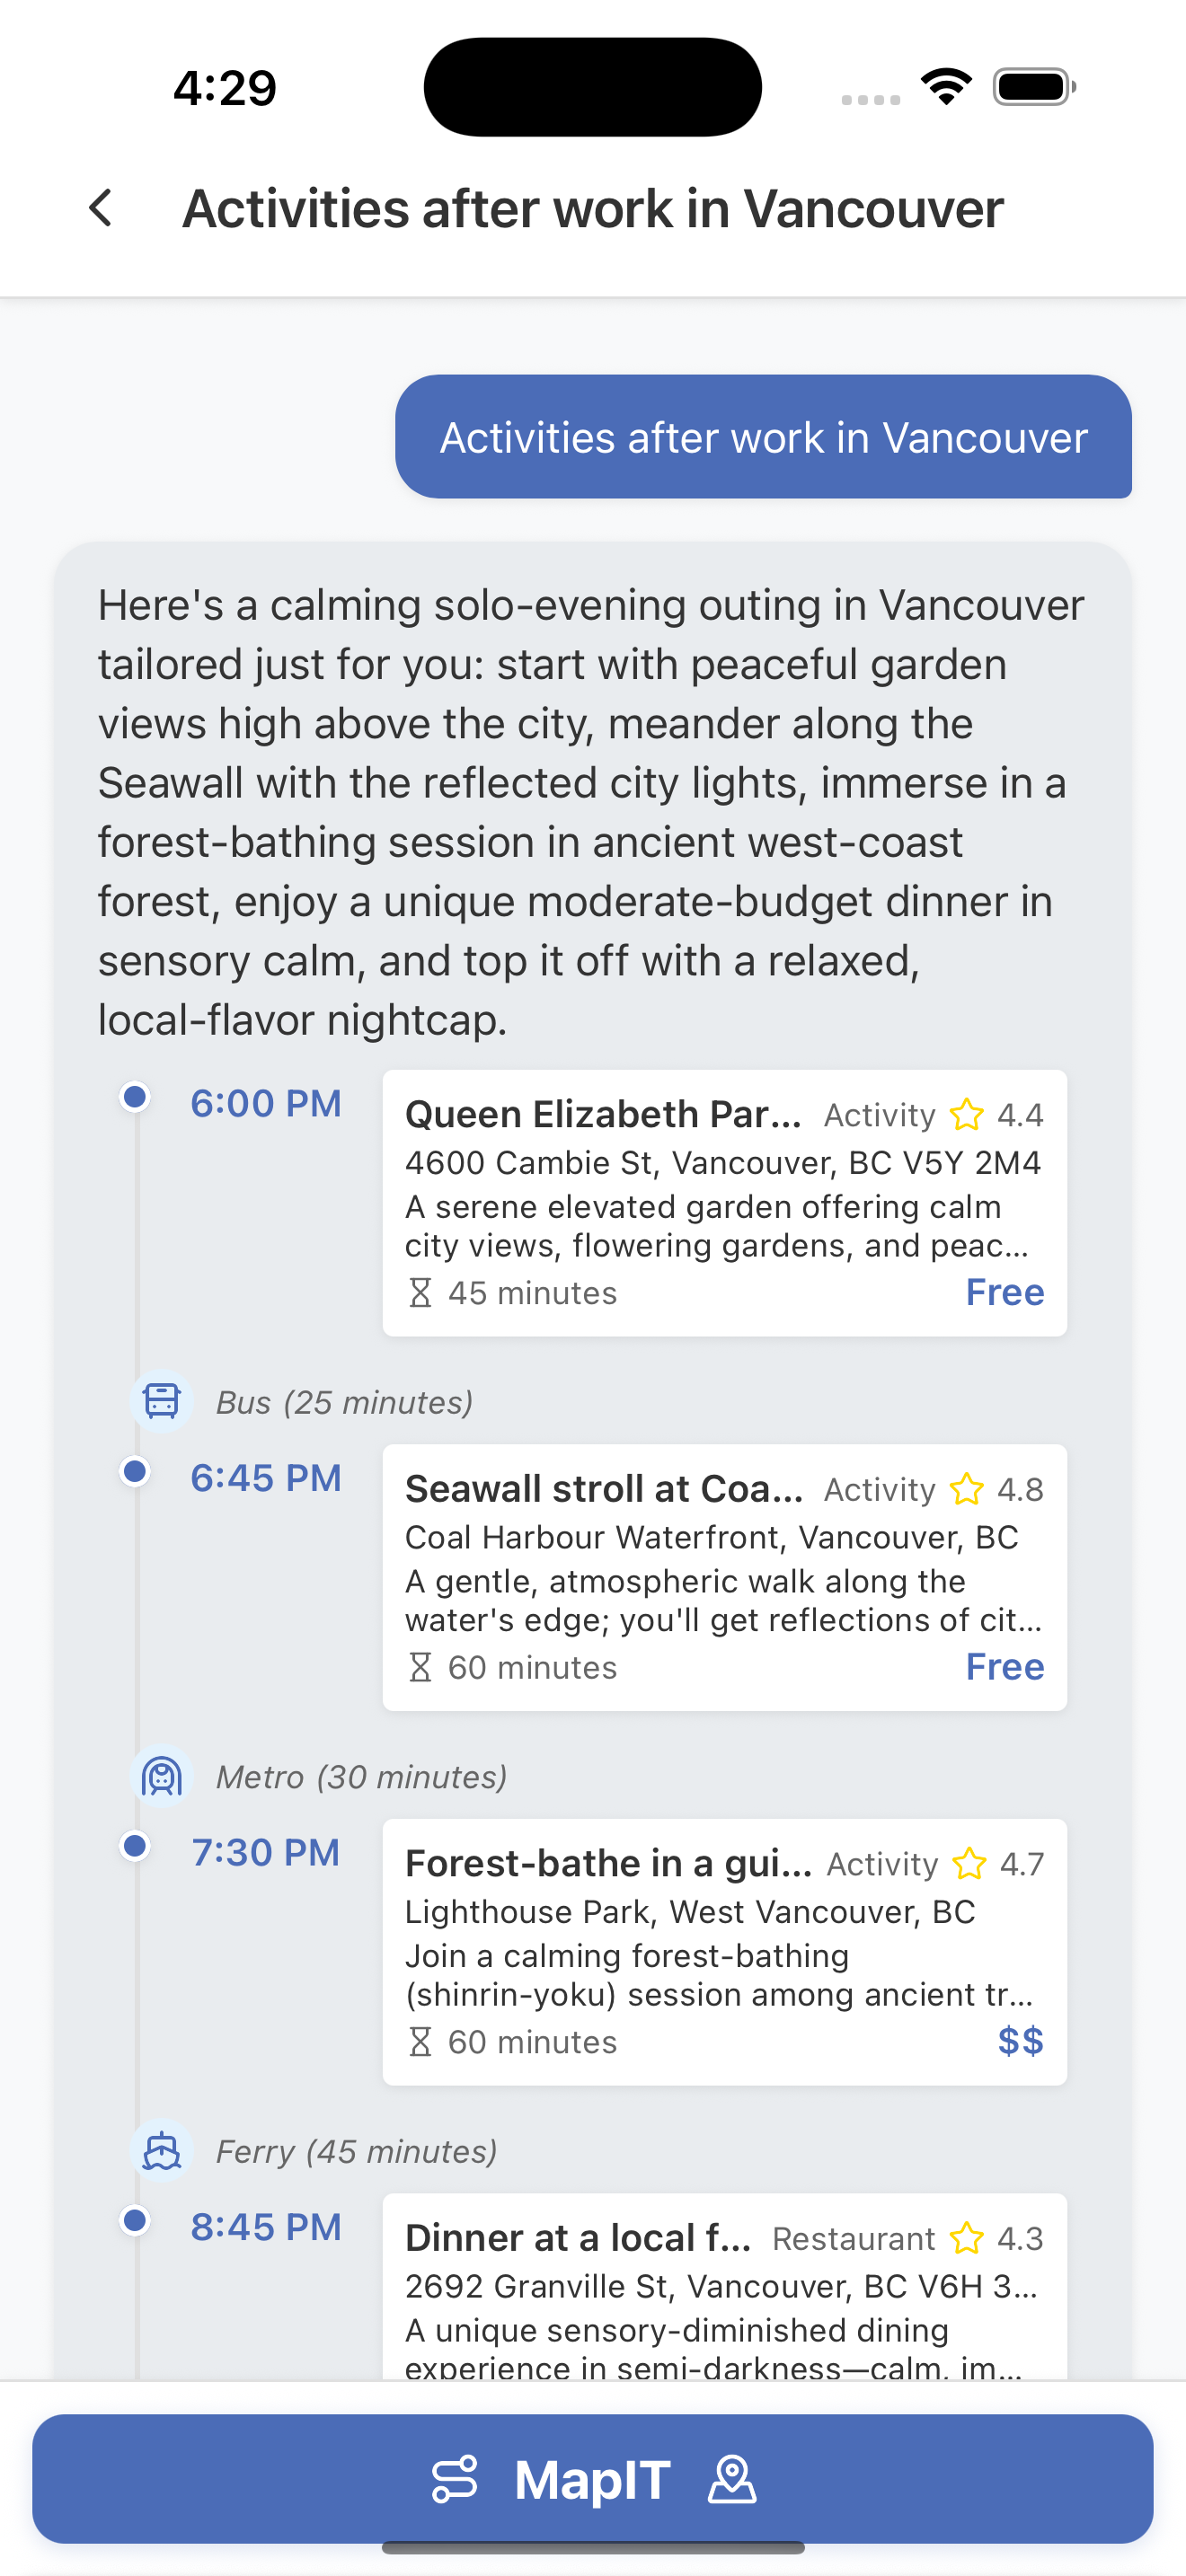 4:29
Activities after work in Vancouver
Activities after work in Vancouver
Here's a calming solo-evening outing in Vancouver
tailored just for you: start with peaceful garden
views high above the city, meander along the
Seawall with the reflected city lights, immerse in a
forest-bathing session in ancient west-coast
forest, enjoy a unique moderate-budget dinner in
sensory calm, and top it off with a relaxed,
local-flavor nightcap.
6:00 PM
Queen Elizabeth Par... Activity 4.4
4600 Cambie St, Vancouver, BC V5Y 2M4
A serene elevated garden offering calm
city views, flowering gardens, and peac...
45 minutes Free
Bus (25 minutes)
6:45 PM
Seawall stroll at Coa... Activity 4.8
Coal Harbour Waterfront, Vancouver, BC
A gentle, atmospheric walk along the
water's edge; you'll get reflections of cit...
60 minutes Free
Metro (30 minutes)
7:30 PM
Forest-bathe in a gui... Activity 4.7
Lighthouse Park, West Vancouver, BC
Join a calming forest-bathing
(shinrin-yoku) session among ancient tr...
60 minutes $$
Ferry (45 minutes)
8:45 PM
Dinner at a local f... Restaurant 4.3
2692 Granville St, Vancouver, BC V6H 3...
A unique sensory-diminished dining
experience in semi-darkness—calm, im...
MapIT